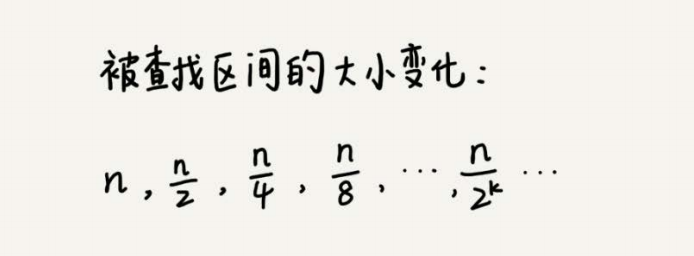 被查找区间的大小变化：
n , n/2 , n/4 , n/8 , ··· , n/2^k ···